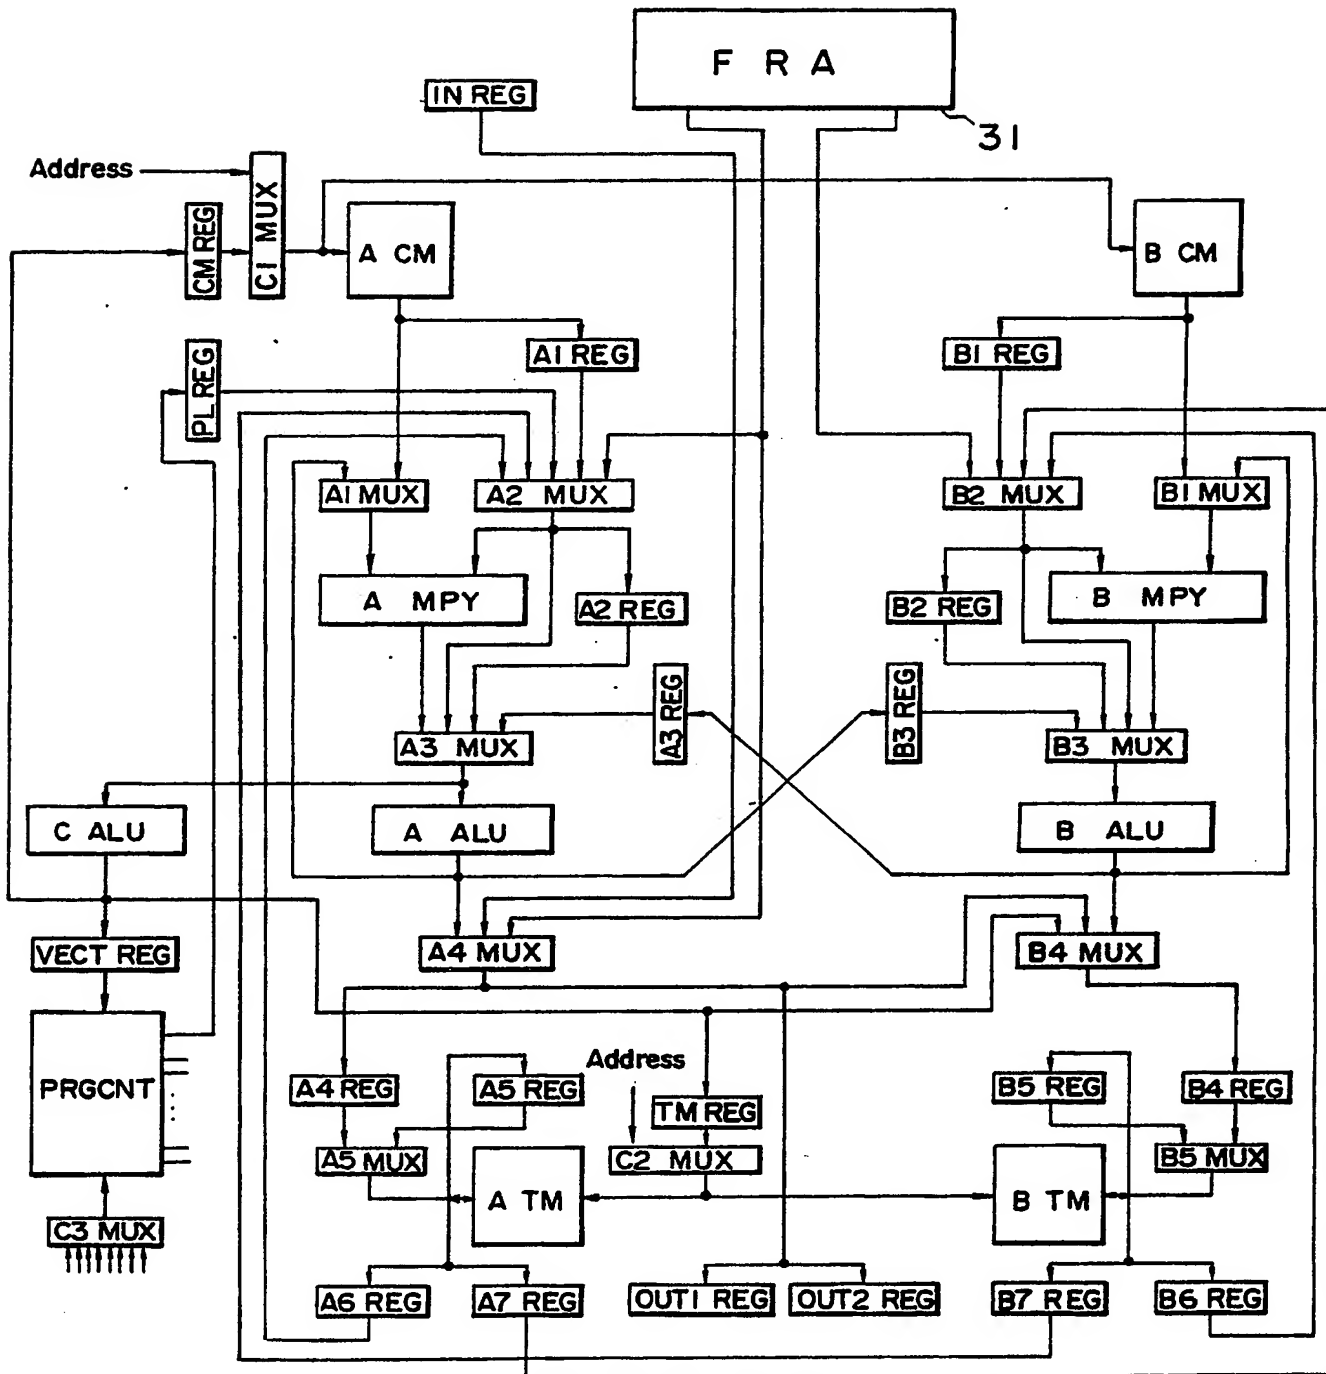 F R A
IN REG
31
Address
C1 MUX
CM REG
A CM
B CM
A1 REG
B1 REG
PL REG
A1 MUX
A2 MUX
B2 MUX
B1 MUX
A MPY
A2 REG
B2 REG
B MPY
A3 REG
B3 REG
A3 MUX
B3 MUX
C ALU
A ALU
B ALU
VECT REG
A4 MUX
B4 MUX
PRGCNT
Address
A4 REG
A5 REG
TM REG
B5 REG
B4 REG
A5 MUX
C2 MUX
B5 MUX
A TM
B TM
C3 MUX
A6 REG
A7 REG
OUT1 REG
OUT2 REG
B7 REG
B6 REG